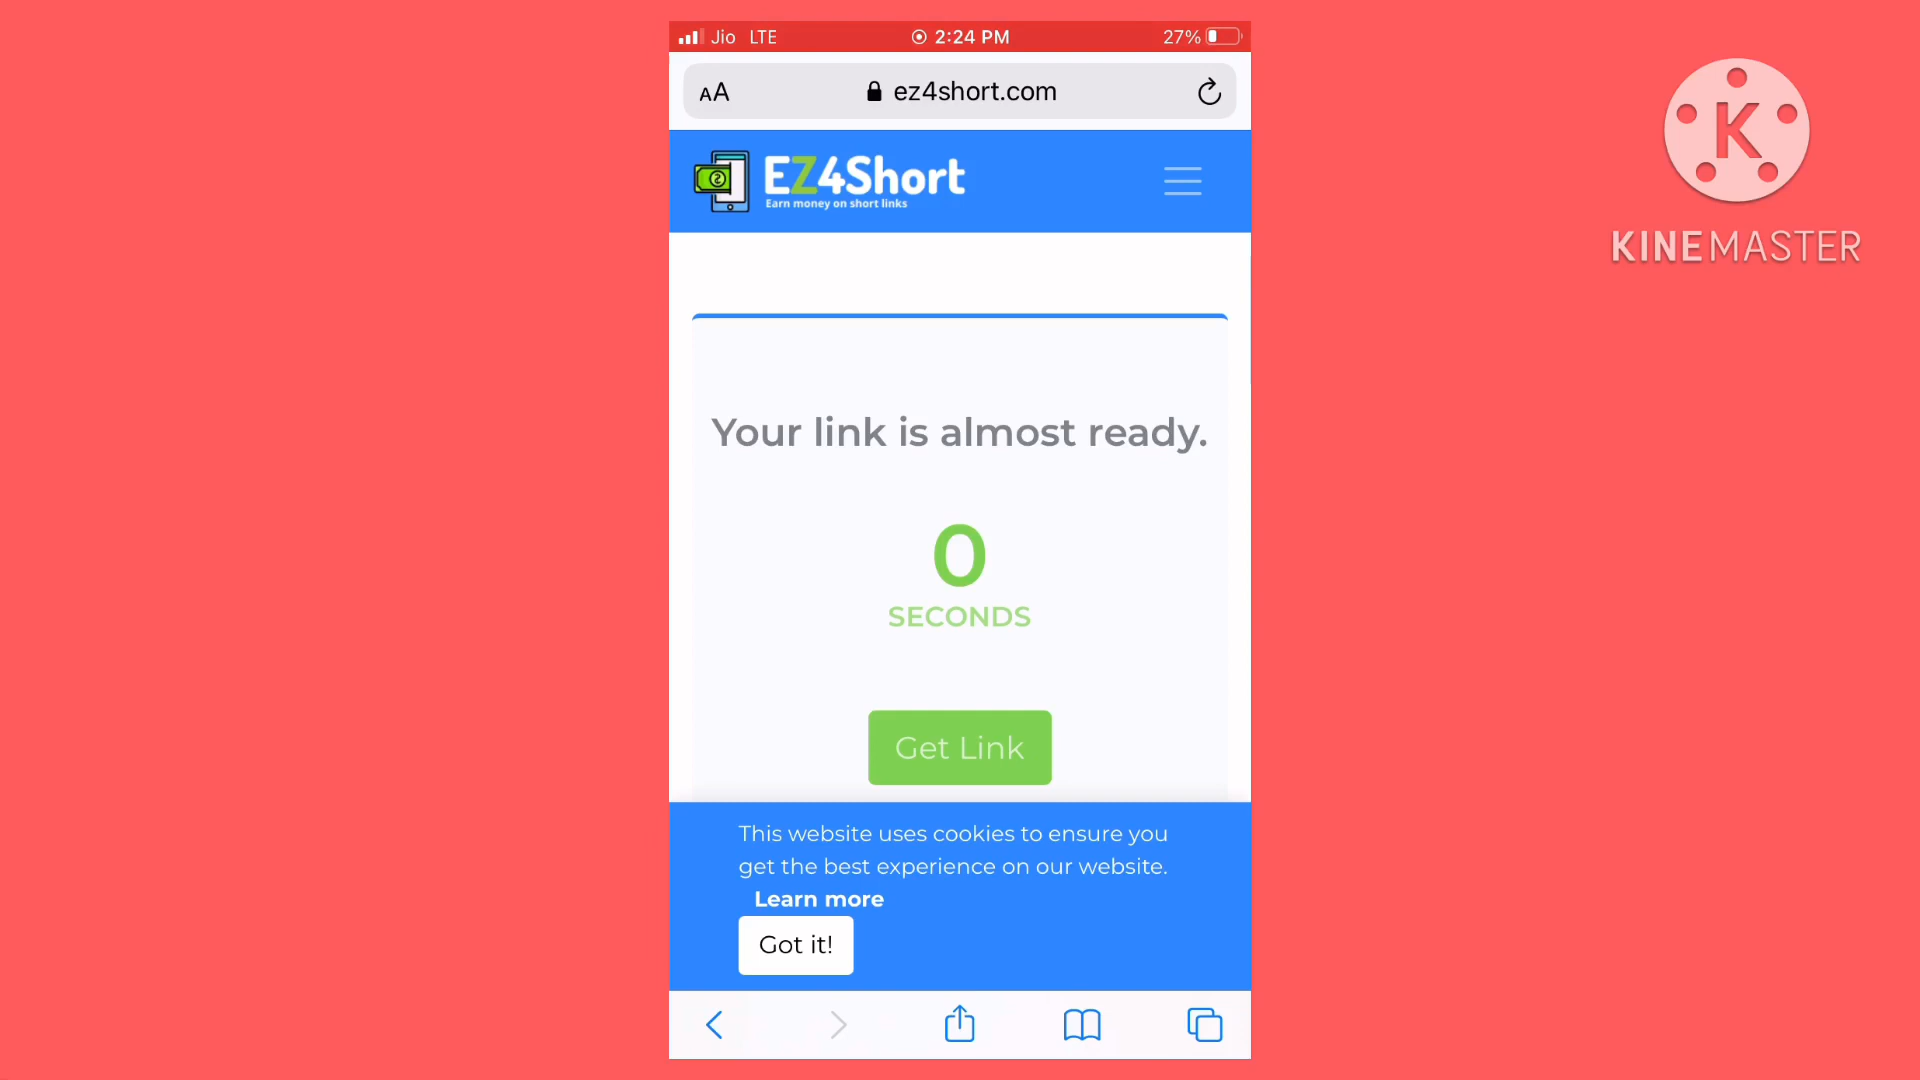 Jio LTE 2:24 PM 27%
AA ez4short.com
EZ4Short
Earn money on short links
K
KINEMASTER
Your link is almost ready.
0
SECONDS
Get Link
This website uses cookies to ensure you
get the best experience on our website.
Learn more
Got it!